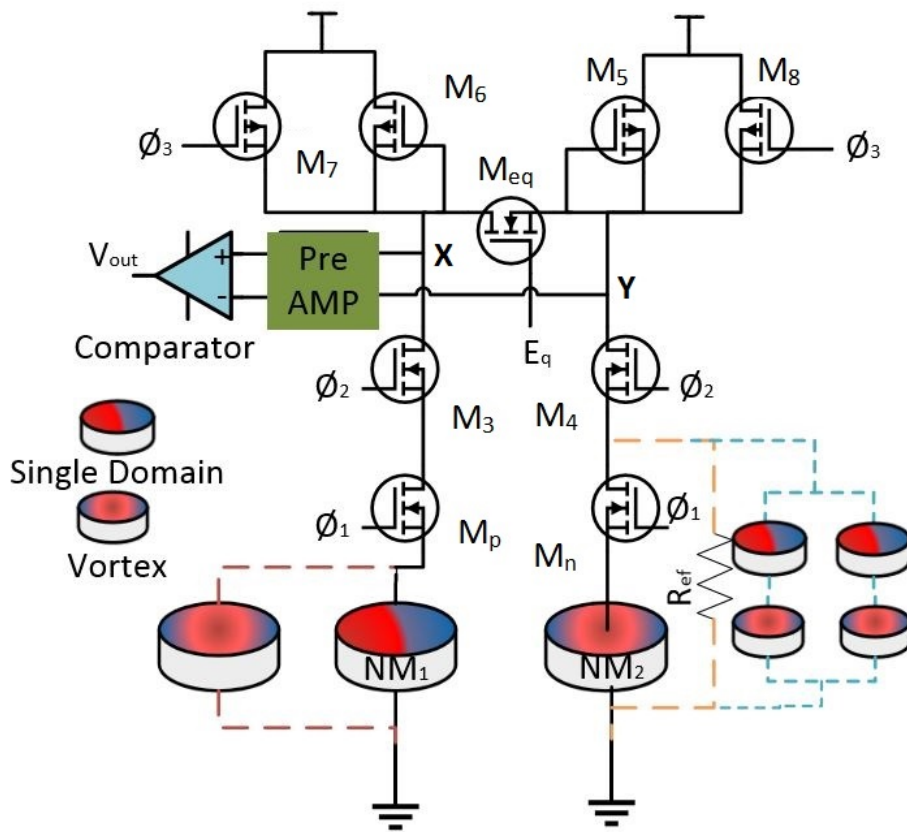 M₆
M₅
M₈
Ø₃
M₇
Meq
Ø₃
Vout
+
-
Pre
AMP
X
Y
Comparator
Eq
Ø₂
M₃
M₄
Ø₂
Single Domain
Vortex
Ø₁
Mp
Mn
Ø₁
Ref
NM₁
NM₂